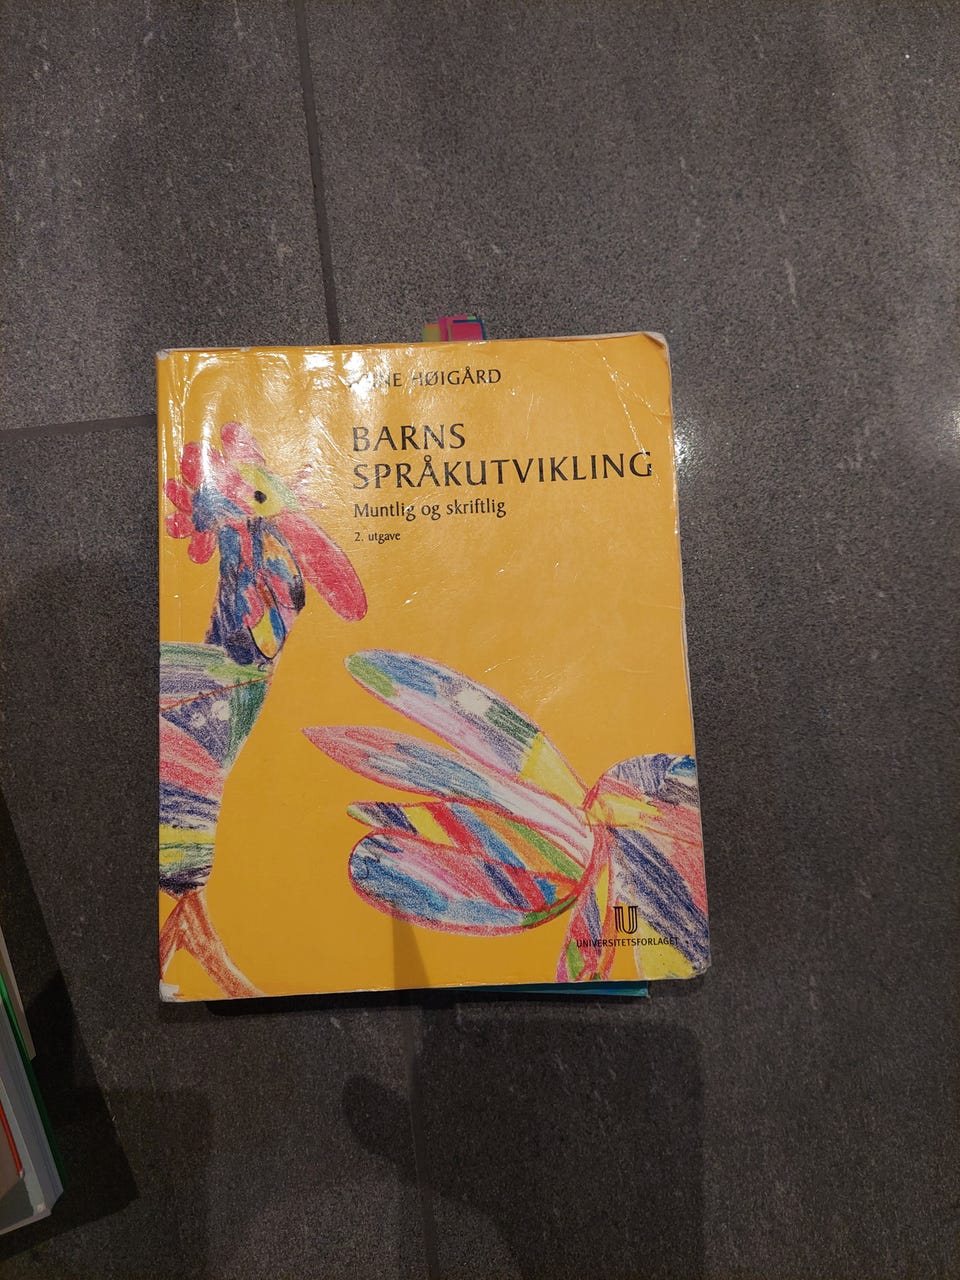 HØIGÅRD
BARNS
SPRÅKUTVIKLING
Muntlig og skriftlig
2. utgave
UNIVERSITETSFORLAGET